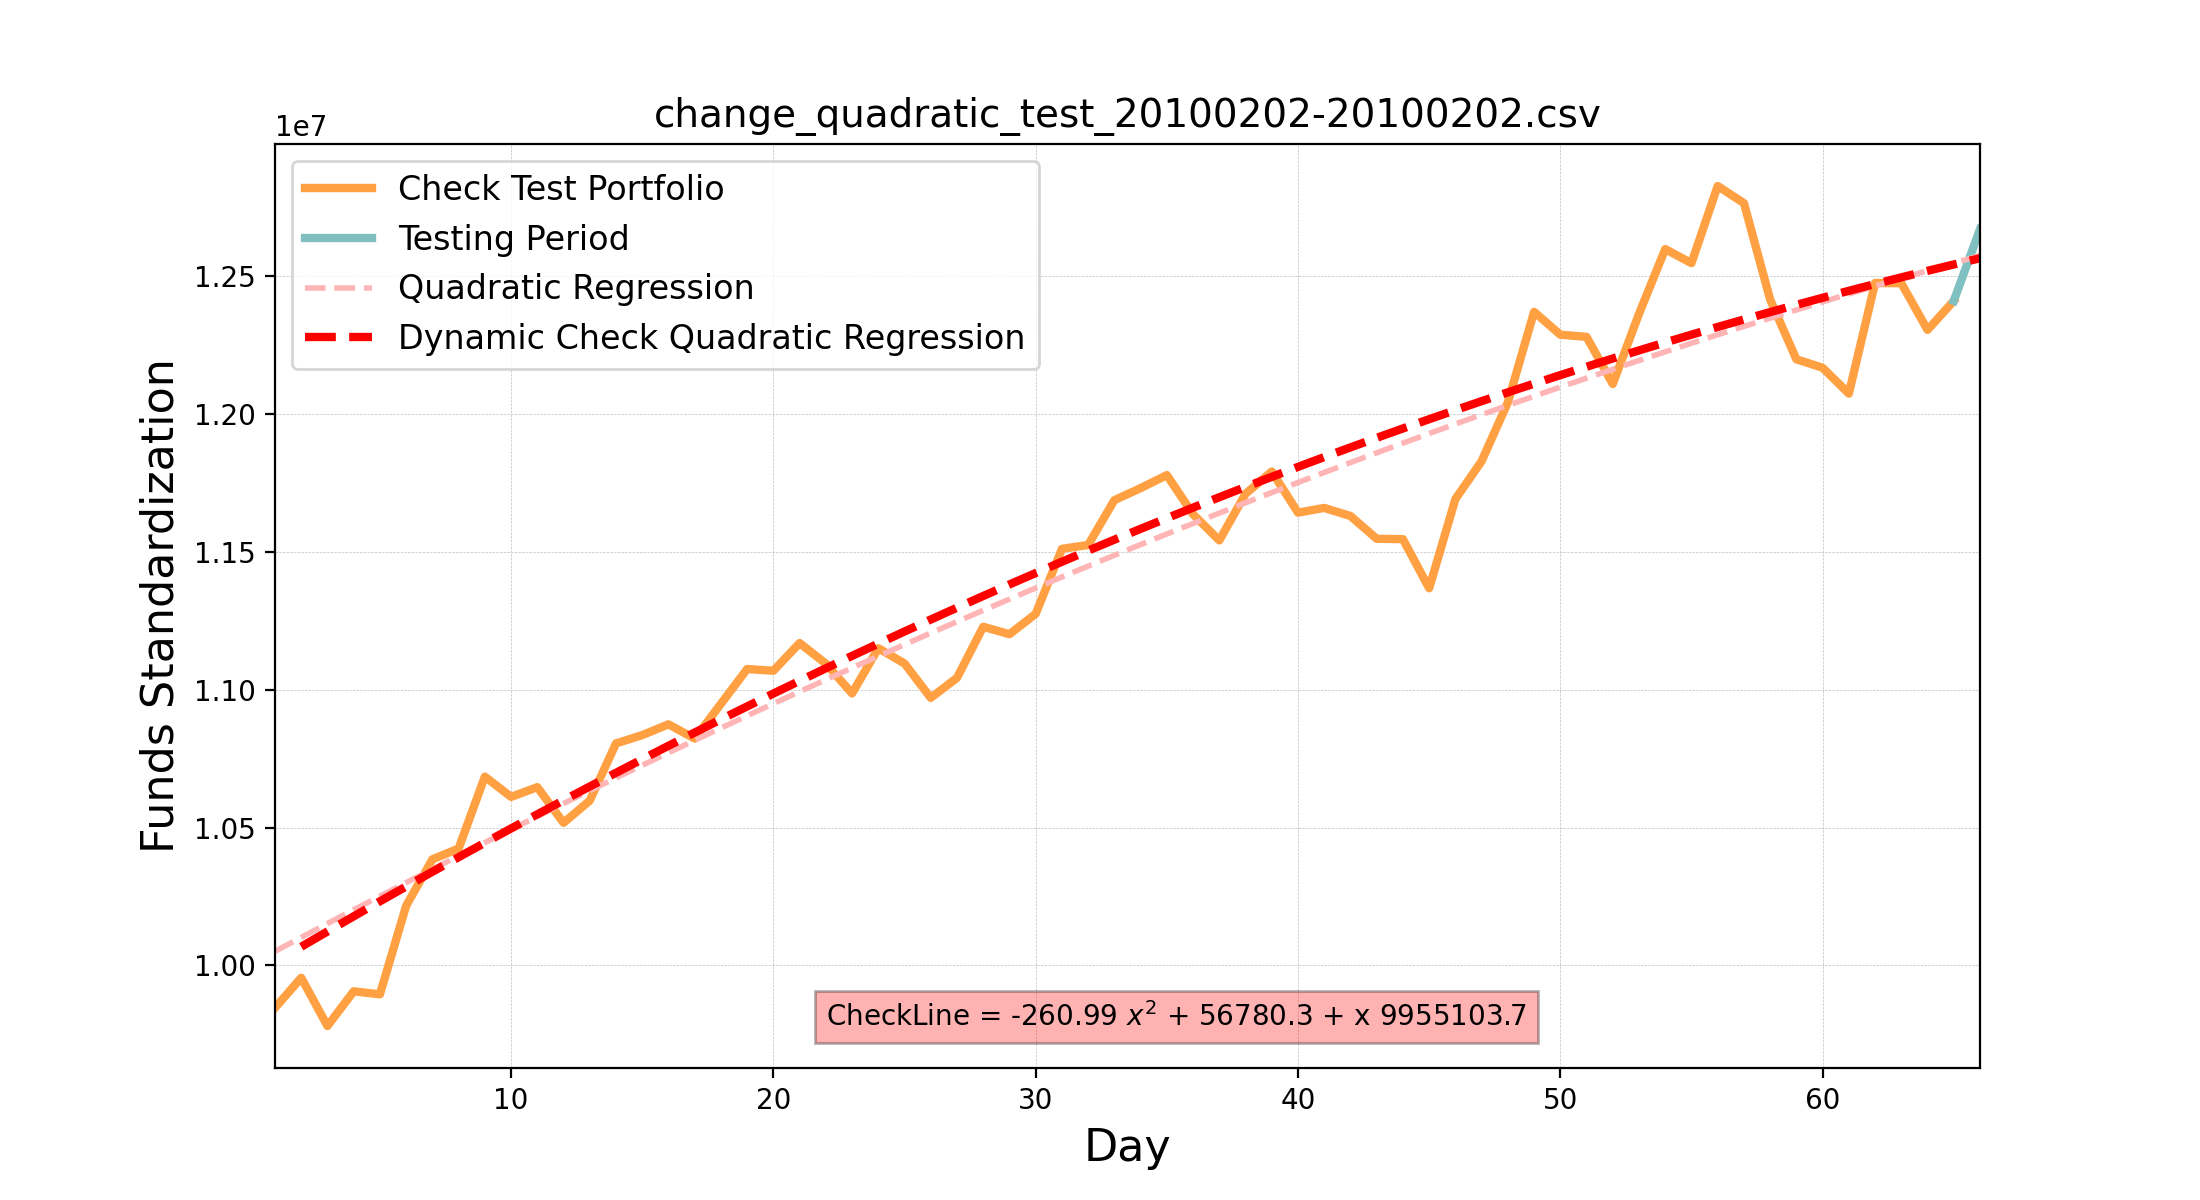 change_quadratic_test_20100202-20100202.csv
1e7
Check Test Portfolio
Testing Period
Quadratic Regression
Dynamic Check Quadratic Regression
1.25
1.20
1.15
1.10
1.05
1.00
Funds Standardization
CheckLine = -260.99 x² + 56780.3 + x 9955103.7
10 20 30 40 50 60
Day